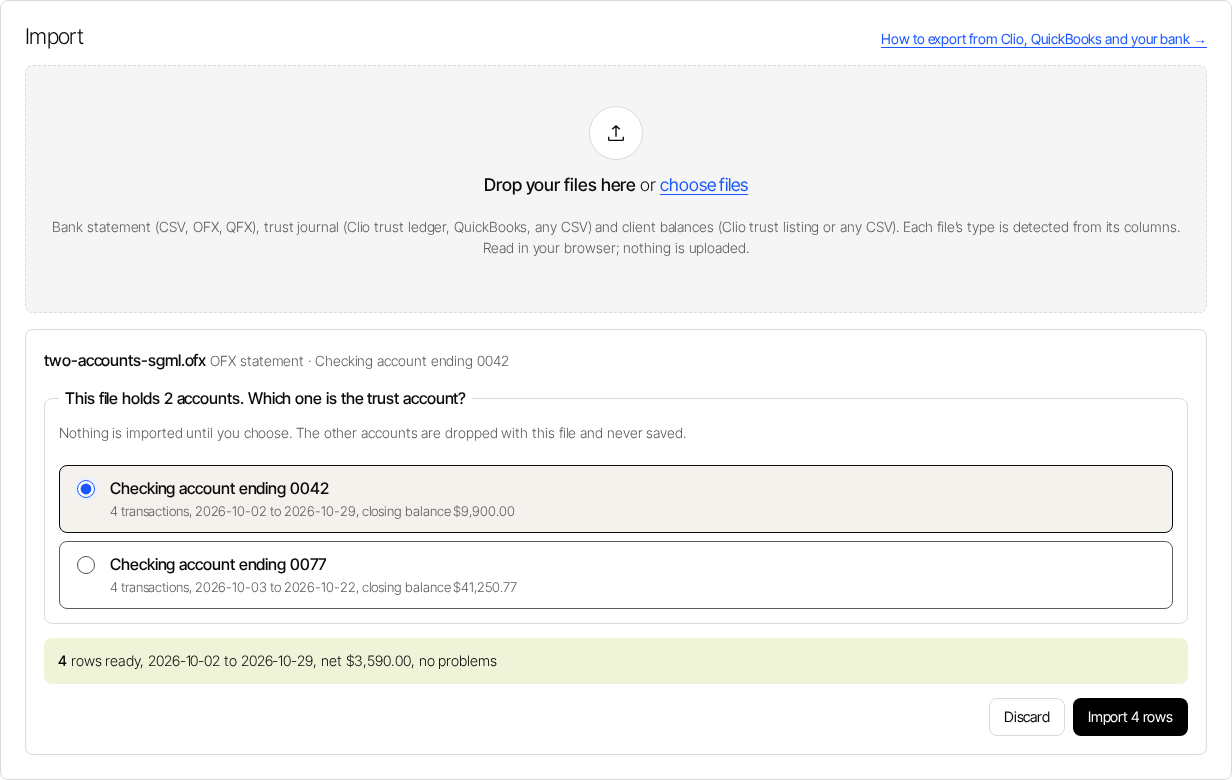 Import
How to export from Clio, QuickBooks and your bank →
Drop your files here or choose files
Bank statement (CSV, OFX, QFX), trust journal (Clio trust ledger, QuickBooks, any CSV) and client balances (Clio trust listing or any CSV). Each file's type is detected from its columns.
Read in your browser; nothing is uploaded.
two-accounts-sgml.ofx OFX statement · Checking account ending 0042
This file holds 2 accounts. Which one is the trust account?
Nothing is imported until you choose. The other accounts are dropped with this file and never saved.
Checking account ending 0042
4 transactions, 2026-10-02 to 2026-10-29, closing balance $9,900.00
Checking account ending 0077
4 transactions, 2026-10-03 to 2026-10-22, closing balance $41,250.77
4 rows ready, 2026-10-02 to 2026-10-29, net $3,590.00, no problems
Discard
Import 4 rows